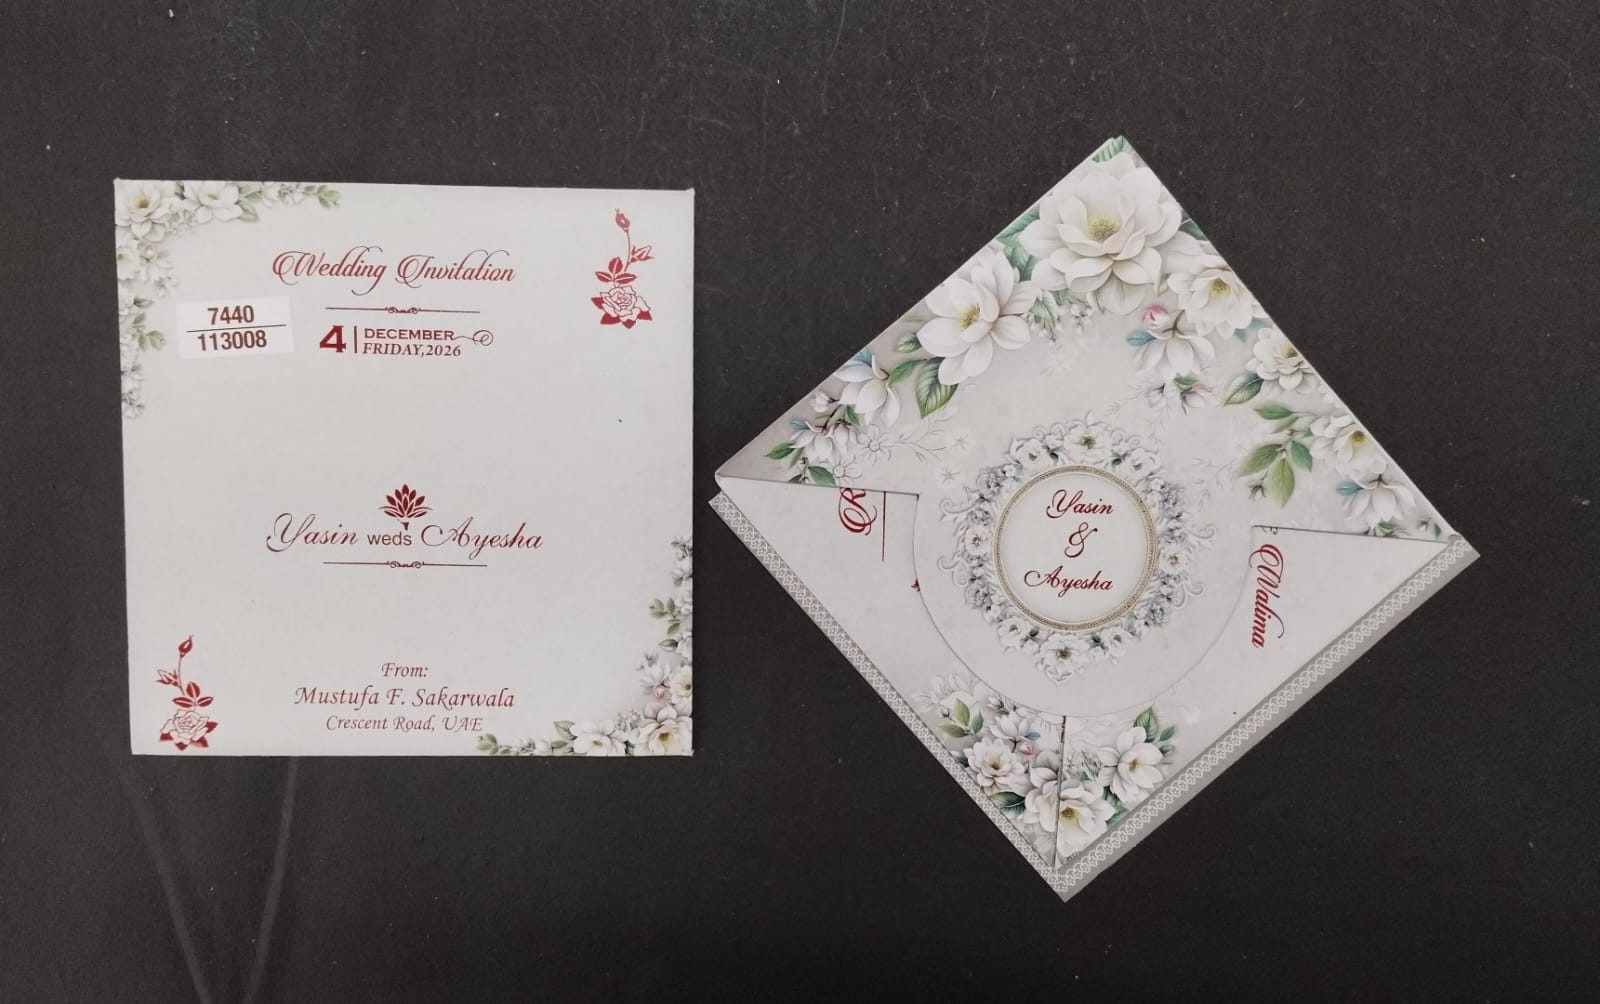 Wedding Invitation
7440
113008
4 DECEMBER
FRIDAY,2026
Yasin weds Ayesha
From:
Mustufa F. Sakarwala
Crescent Road, UAE
Yasin
&
Ayesha
Walima